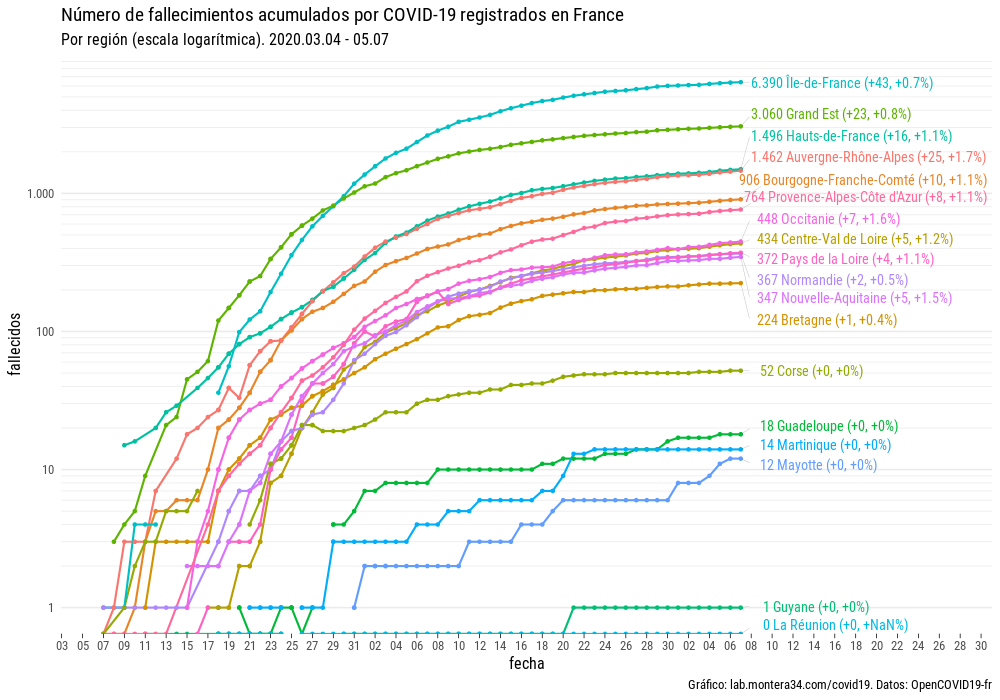 Número de fallecimientos acumulados por COVID-19 registrados en France
Por región (escala logarítmica). 2020.03.04 - 05.07
6.390 Île-de-France (+43, +0.7%)
3.060 Grand Est (+23, +0.8%)
1.496 Hauts-de-France (+16, +1.1%)
1.462 Auvergne-Rhône-Alpes (+25, +1.7%)
906 Bourgogne-Franche-Comté (+10, +1.1%)
764 Provence-Alpes-Côte d'Azur (+8, +1.1%)
448 Occitanie (+7, +1.6%)
434 Centre-Val de Loire (+5, +1.2%)
372 Pays de la Loire (+4, +1.1%)
367 Normandie (+2, +0.5%)
347 Nouvelle-Aquitaine (+5, +1.5%)
224 Bretagne (+1, +0.4%)
52 Corse (+0, +0%)
18 Guadeloupe (+0, +0%)
14 Martinique (+0, +0%)
12 Mayotte (+0, +0%)
1 Guyane (+0, +0%)
0 La Réunion (+0, +NaN%)
1.000
100
10
1
fallecidos
03 05 07 09 11 13 15 17 19 21 23 25 27 29 31 02 04 06 08 10 12 14 16 18 20 22 24 26 28 30 02 04 06 08 10 12 14 16 18 20 22 24 26 28 30
fecha
Gráfico: lab.montera34.com/covid19. Datos: OpenCOVID19-fr